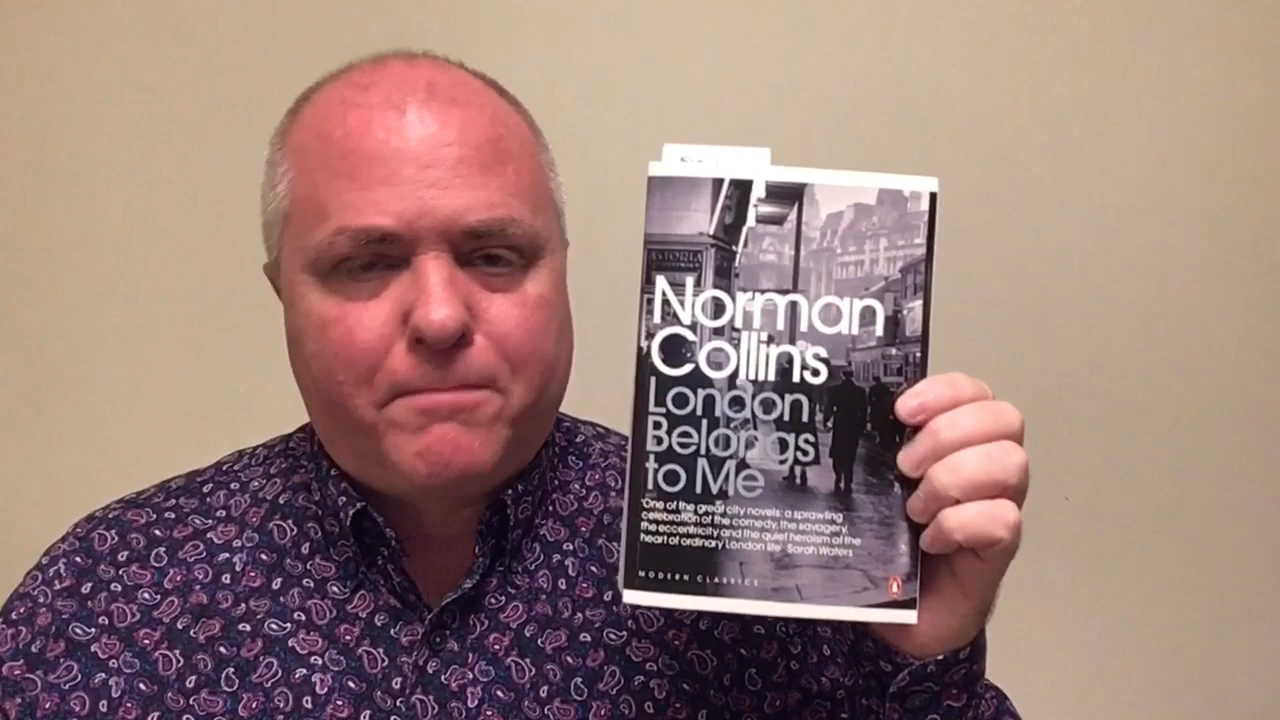 ASTORIA
Norman
Collins
London
Belongs
to Me
'One of the great city novels: a sprawling
celebration of the comedy, the savagery,
the eccentricity and the quiet heroism at the
heart of ordinary London life' Sarah Waters
MODERN CLASSICS